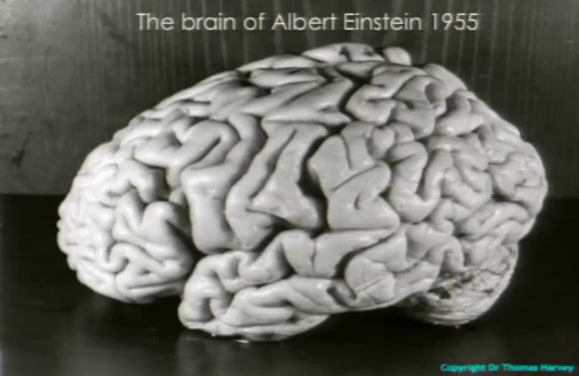 The brain of Albert Einstein 1955
Copyright Dr Thomas Harvey